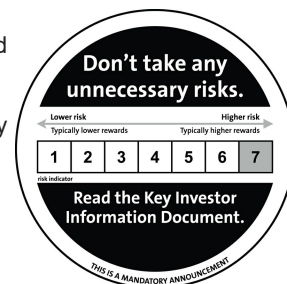 d
y
Don't take any
unnecessary risks.
Lower risk Higher risk
Typically lower rewards Typically higher rewards
1 2 3 4 5 6 7
risk indicator
Read the Key Investor
Information Document.
THIS IS A MANDATORY ANNOUNCEMENT